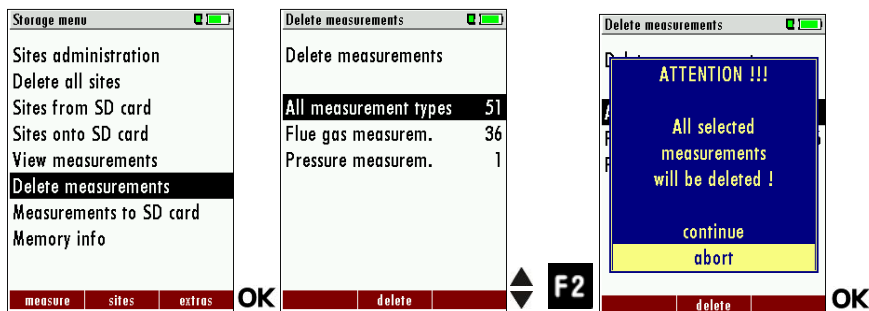 Storage menu
Sites administration
Delete all sites
Sites from SD card
Sites onto SD card
View measurements
Delete measurements
Measurements to SD card
Memory info
measure sites extras
OK
Delete measurements
Delete measurements
All measurement types 51
Flue gas measurem. 36
Pressure measurem. 1
delete
F2
Delete measurements
ATTENTION !!!
All selected
measurements
will be deleted !
continue
abort
delete
OK